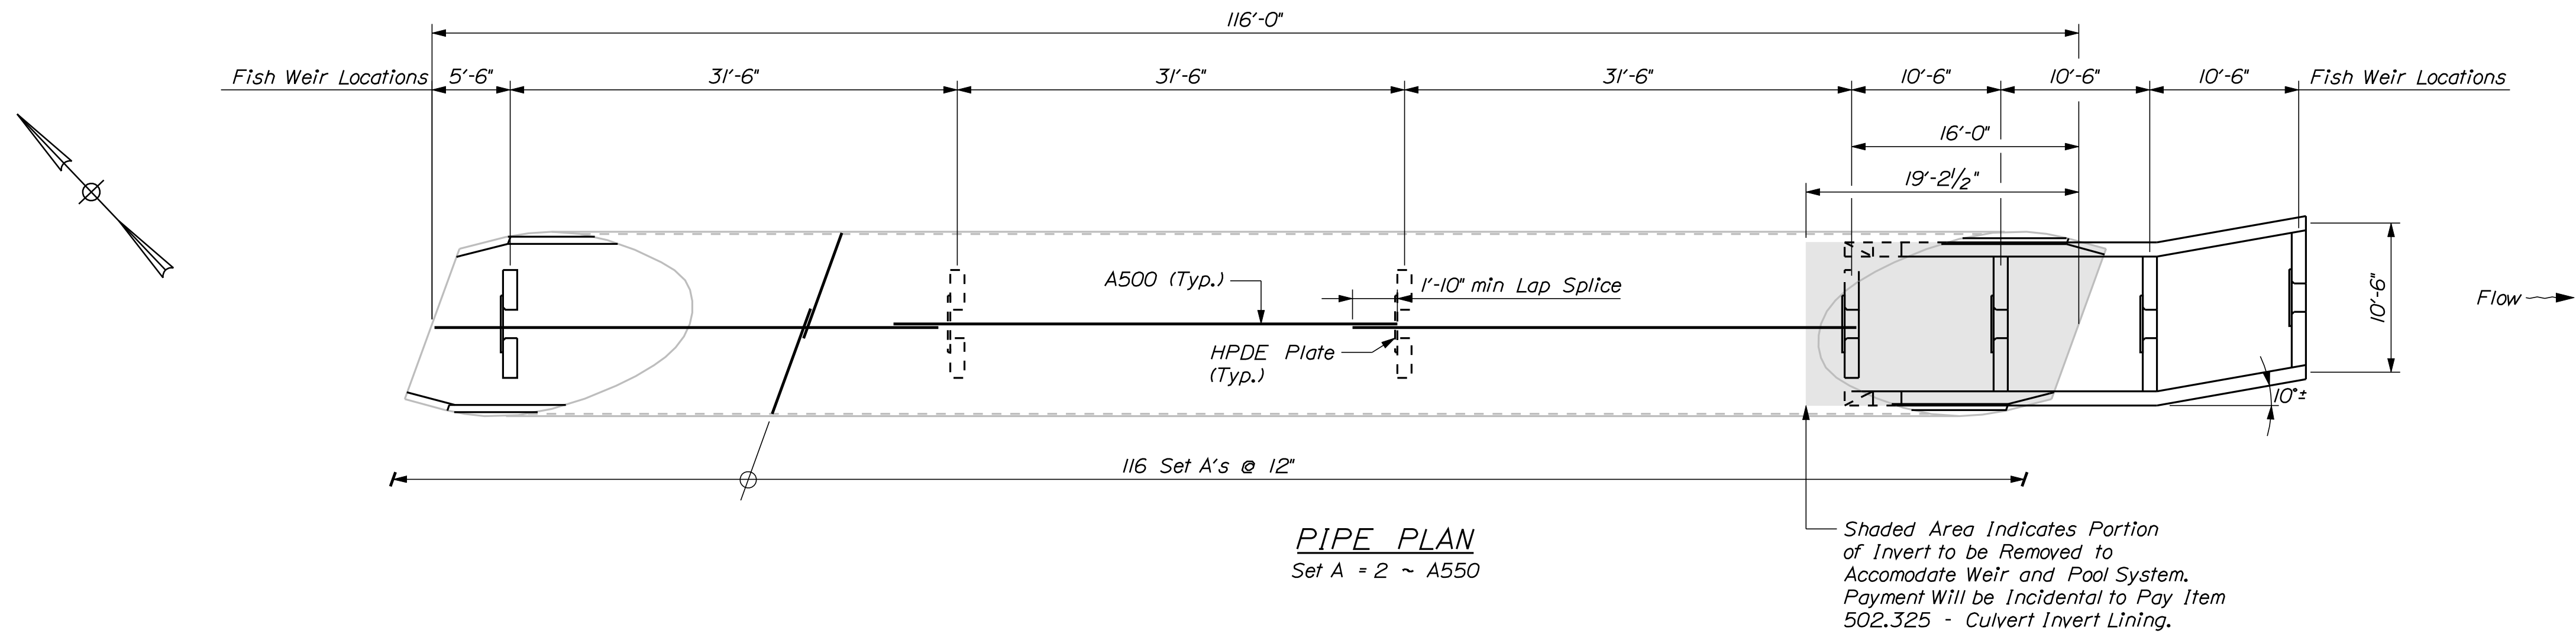 116'-0"
Fish Weir Locations 5'-6" 31'-6" 31'-6" 31'-6" 10'-6" 10'-6" 10'-6" Fish Weir Locations
16'-0"
19'-2 1/2"
A500 (Typ.)
1'-10" min Lap Splice
10'-6"
Flow
HPDE Plate
(Typ.)
10°±
116 Set A's @ 12"
PIPE PLAN
Set A = 2 ~ A550
Shaded Area Indicates Portion
of Invert to be Removed to
Accomodate Weir and Pool System.
Payment Will be Incidental to Pay Item
502.325 - Culvert Invert Lining.